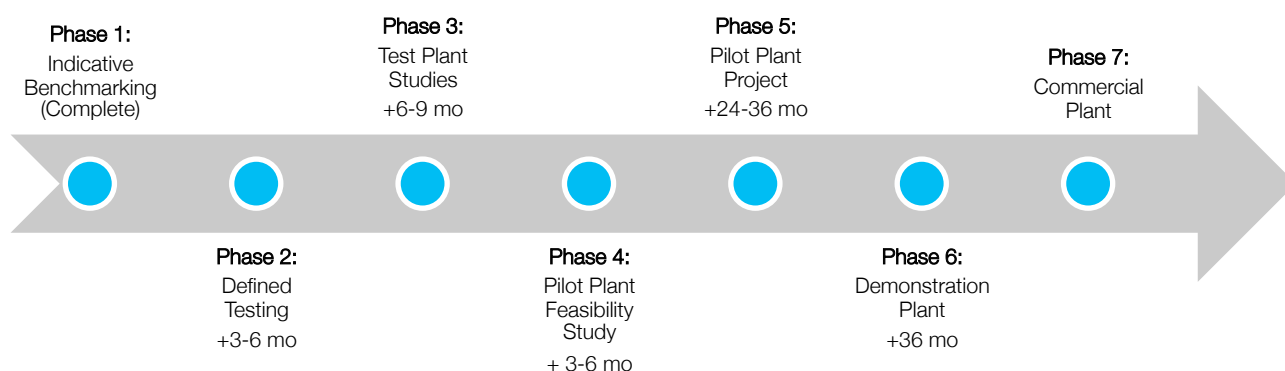 Phase 1:
Indicative
Benchmarking
(Complete)
Phase 2:
Defined
Testing
+3-6 mo
Phase 3:
Test Plant
Studies
+6-9 mo
Phase 4:
Pilot Plant
Feasibility
Study
+ 3-6 mo
Phase 5:
Pilot Plant
Project
+24-36 mo
Phase 6:
Demonstration
Plant
+36 mo
Phase 7:
Commercial
Plant